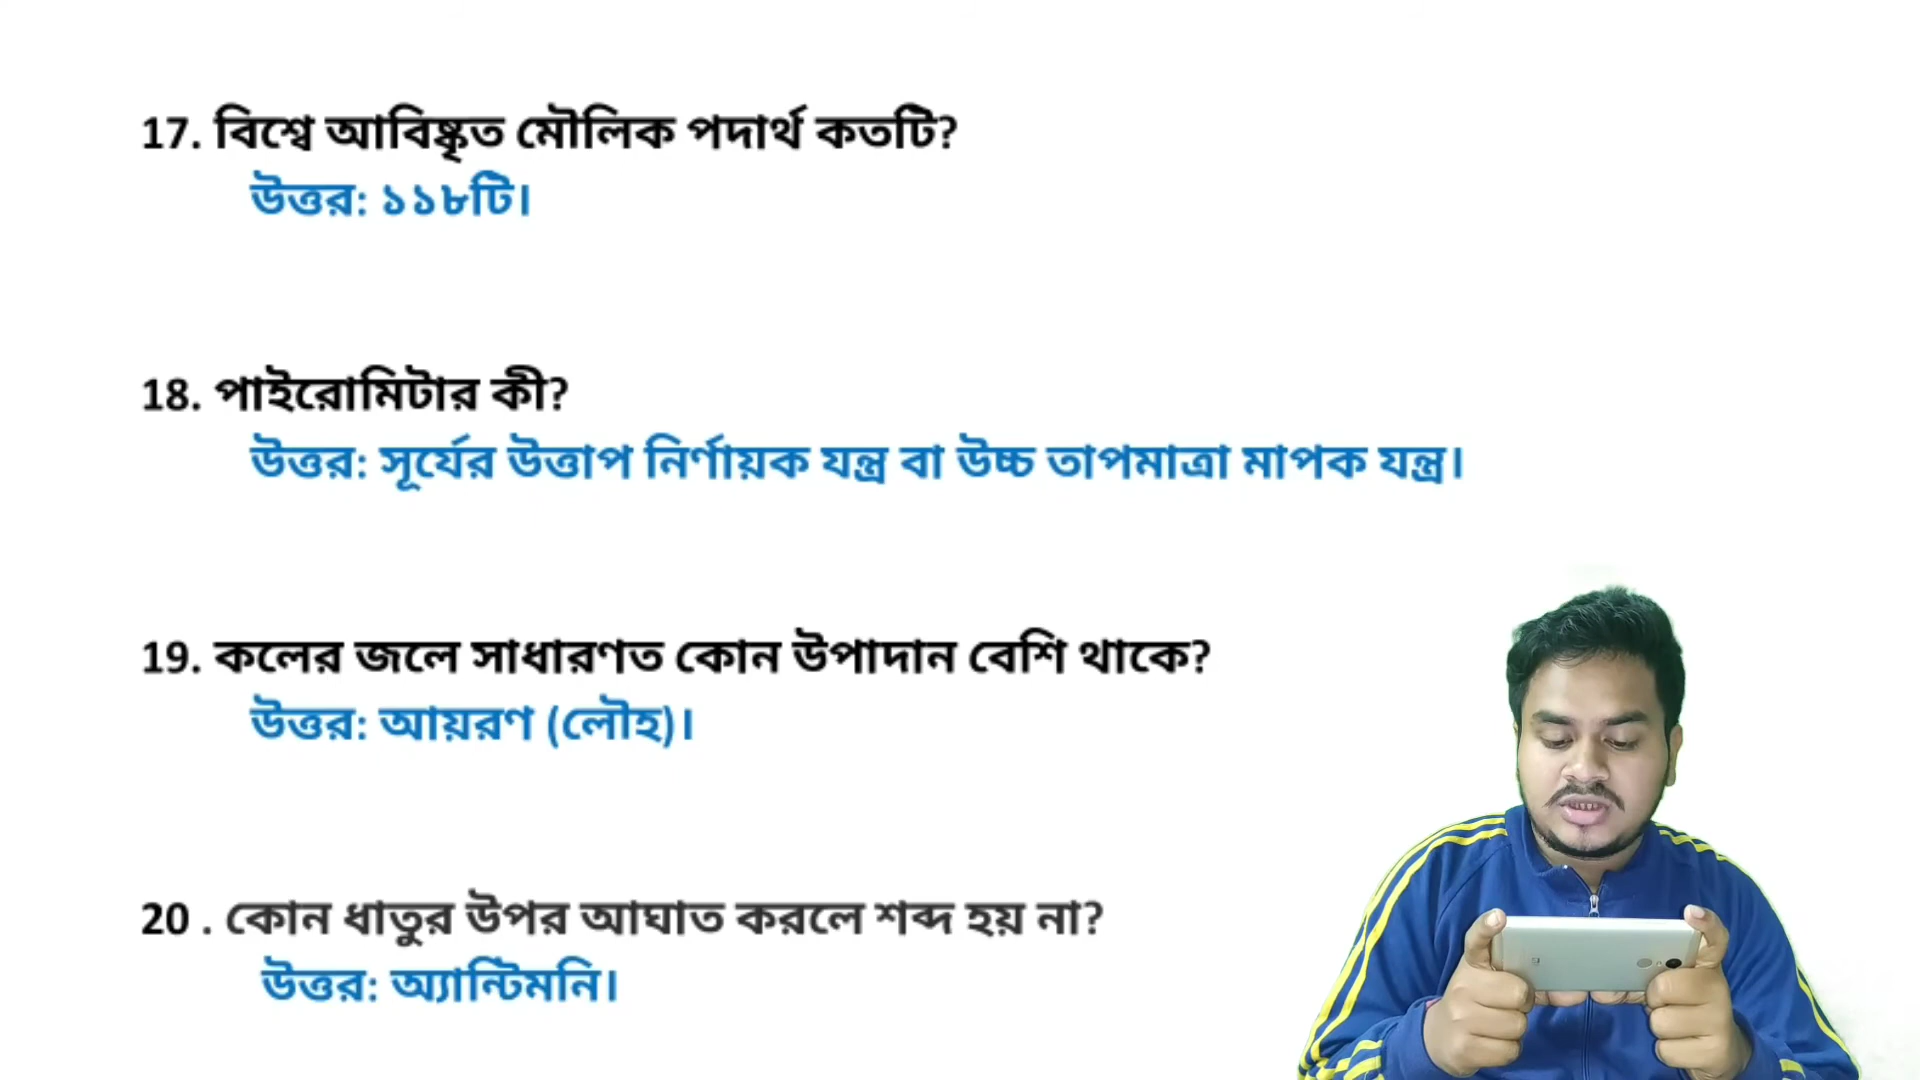 17. বিশ্বে আবিষ্কৃত মৌলিক পদার্থ কতটি?
উত্তর: ১১৮টি।
18. পাইরোমিটার কী?
উত্তর: সূর্যের উত্তাপ নির্ণায়ক যন্ত্র বা উচ্চ তাপমাত্রা মাপক যন্ত্র।
19. কলের জলে সাধারণত কোন উপাদান বেশি থাকে?
উত্তর: আয়রণ (লৌহ)।
20 . কোন ধাতুর উপর আঘাত করলে শব্দ হয় না?
উত্তর: অ্যান্টিমনি।